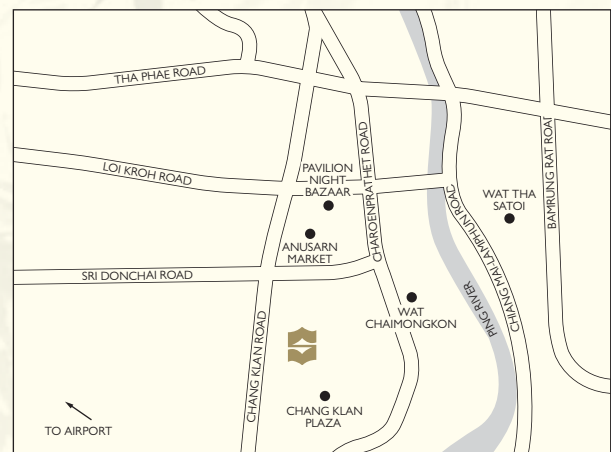 THA PHAE ROAD
LOI KROH ROAD
PAVILION
NIGHT
BAZAAR
CHAROENPRATHET ROAD
WAT THA
SATOI
BAMRUNG RAT ROAD
ANUSARN
MARKET
CHIANG MAI-LAMPHUN ROAD
SRI DONCHAI ROAD
PING RIVER
WAT
CHAIMONGKON
CHANG KLAN ROAD
CHANG KLAN
PLAZA
TO AIRPORT